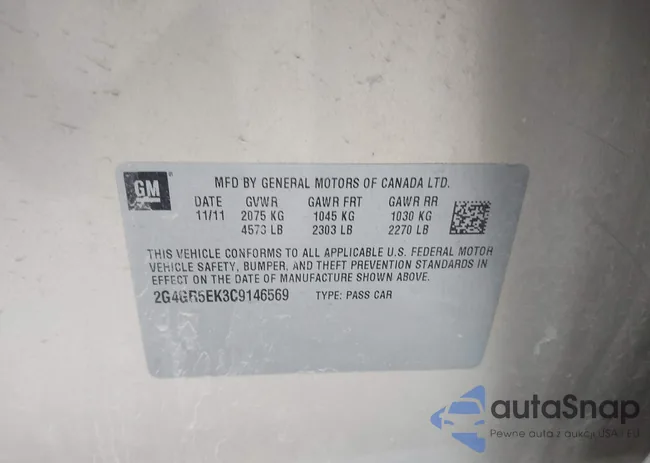 GM
MFD BY GENERAL MOTORS OF CANADA LTD.
DATE GVWR GAWR FRT GAWR RR
11/11 2075 KG 1045 KG 1030 KG
4573 LB 2303 LB 2270 LB
THIS VEHICLE CONFORMS TO ALL APPLICABLE U.S. FEDERAL MOTOR
VEHICLE SAFETY, BUMPER, AND THEFT PREVENTION STANDARDS IN
EFFECT ON THE DATE OF MANUFACTURE SHOWN ABOVE.
2G4GR5EK3C9146569 TYPE: PASS CAR
autaSnap
Pewne auta z aukcji USA i EU